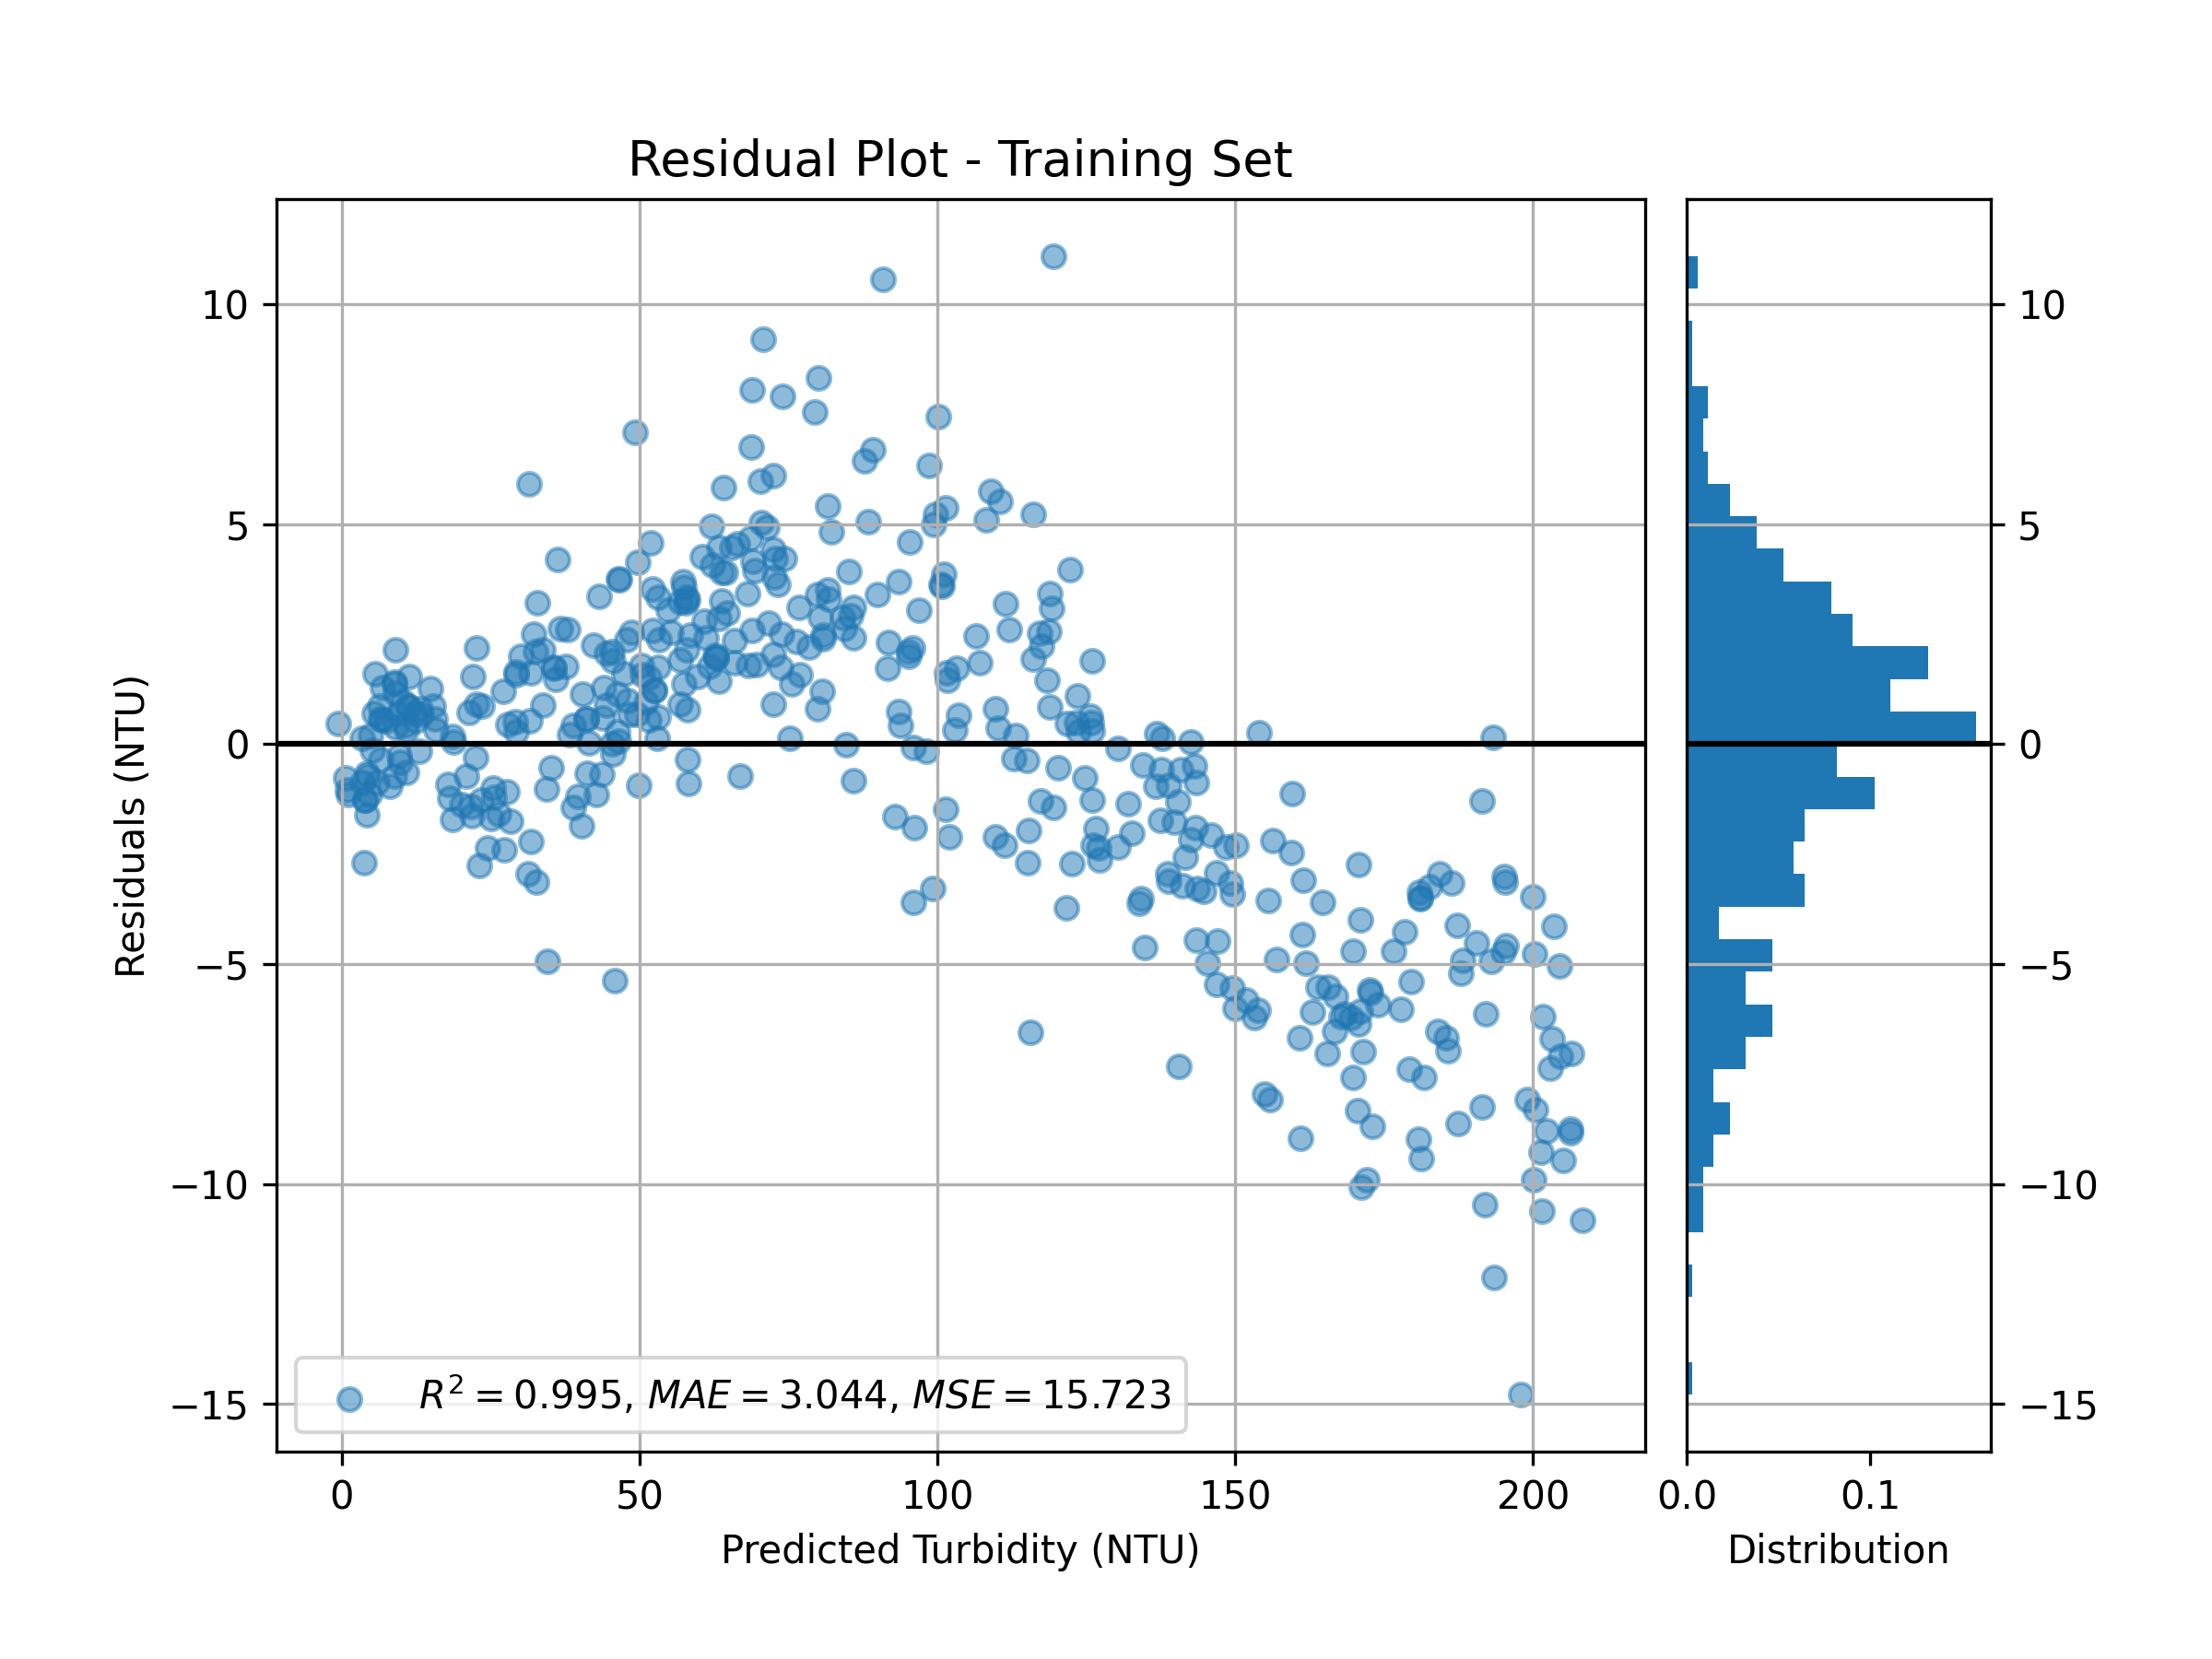 Residual Plot - Training Set
Residuals (NTU)
10
5
0
−5
−10
−15
R² = 0.995, MAE = 3.044, MSE = 15.723
0 50 100 150 200
Predicted Turbidity (NTU)
10
5
0
−5
−10
−15
0.0 0.1
Distribution